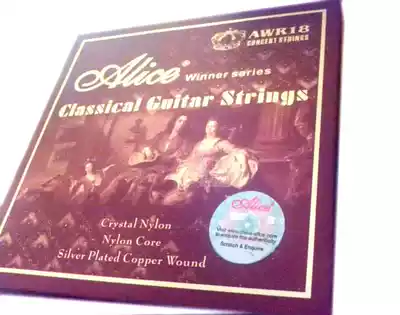 AWR18
CONCERT STRINGS
Alice® Winner series
Classical Guitar Strings
Crystal Nylon
Nylon Core
Silver Plated Copper Wound
Alice
Scratch & Enquire